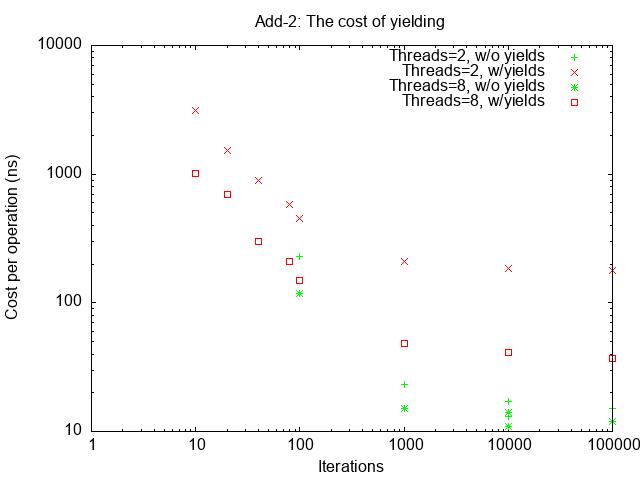 Add-2: The cost of yielding
10000
1000
100
10
Cost per operation (ns)
Threads=2, w/o yields
Threads=2, w/yields
Threads=8, w/o yields
Threads=8, w/yields
1
10
100
1000
10000
100000
Iterations